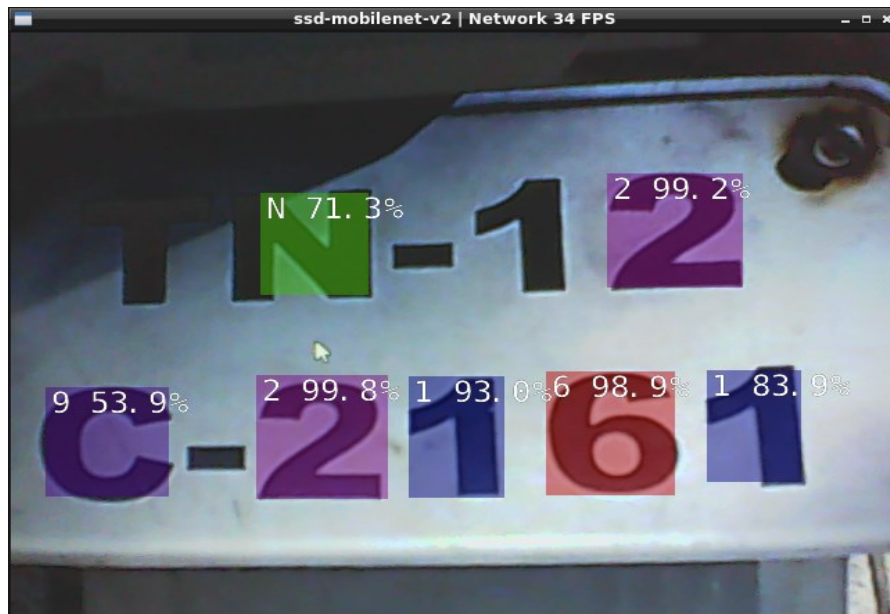 ssd-mobilenet-v2 | Network 34 FPS
N 71.3% 2 99.2%
TN-12
9 53.9% 2 99.8% 1 93.0% 6 98.9% 1 83.9%
C-2161